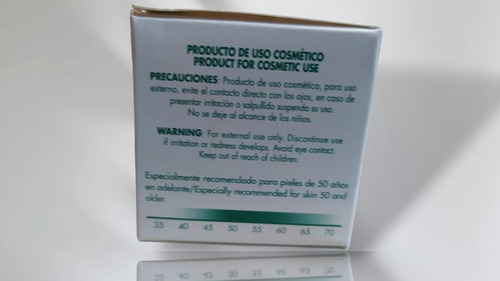 PRODUCTO DE USO COSMÉTICO
PRODUCT FOR COSMETIC USE
PRECAUCIONES: Producto de uso cosmético, para uso
externo, evite el contacto directo con los ojos, en caso de
presentar irritación o salpullido suspenda su uso.
No se deje al alcance de los niños.
WARNING: For external use only. Discontinue use
if irritation or redness develops. Avoid eye contact.
Keep out of reach of children.
Especialmente recomendado para pieles de 50 años
en adelante/Especially recommended for skin 50 and
older.
35 40 45 50 55 60 65 70